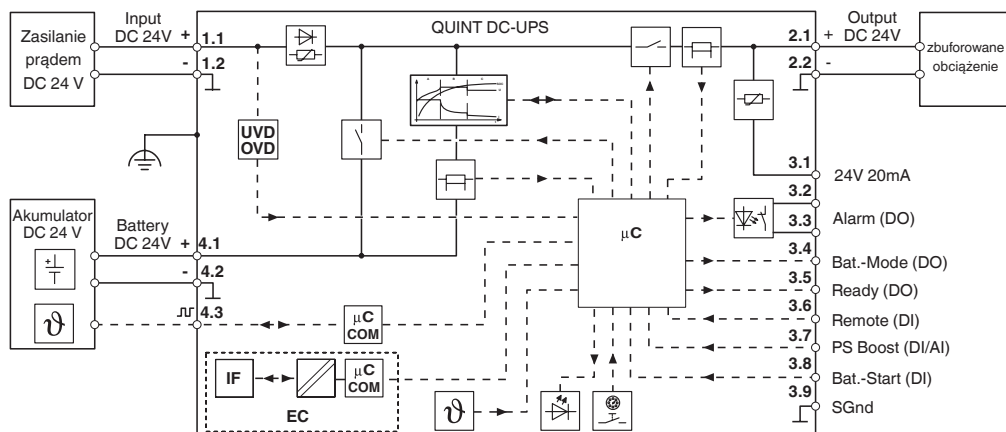 Zasilanie
prądem
DC 24 V
Input
DC 24V
+ 1.1
- 1.2
QUINT DC-UPS
2.1 +
2.2 -
Output
DC 24V
zbuforowane
obciążenie
UVD
OVD
Akumulator
DC 24 V
+
ϑ
Battery
DC 24V
+ 4.1
- 4.2
4.3
µC
COM
IF
µC
COM
EC
ϑ
µC
3.1
24V 20mA
3.2
3.3
Alarm (DO)
3.4
Bat.-Mode (DO)
3.5
Ready (DO)
3.6
Remote (DI)
3.7
PS Boost (DI/AI)
3.8
Bat.-Start (DI)
3.9
SGnd